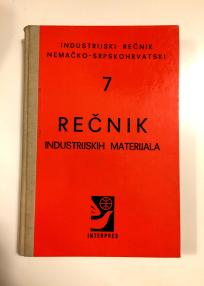 INDUSTRIJSKI REČNIK
NEMAČKO-SRPSKOHRVATSKI
7
REČNIK
INDUSTRIJSKIH MATERIJALA
INTERPRES